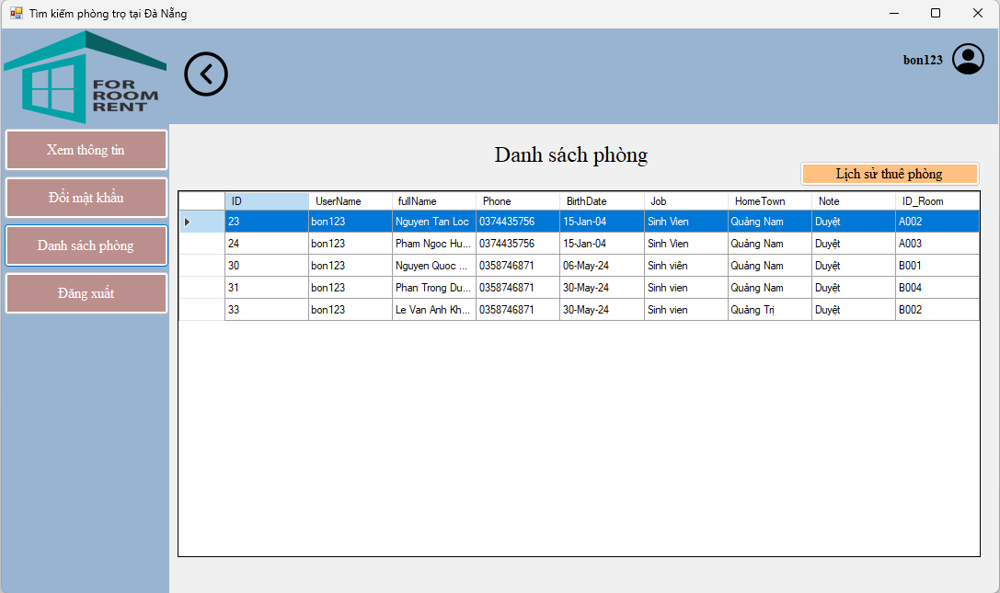 Tìm kiếm phòng trọ tại Đà Nẵng
FOR
ROOM
RENT
bon123
Xem thông tin
Đổi mật khẩu
Danh sách phòng
Đăng xuất
Danh sách phòng
Lịch sử thuê phòng
ID UserName fullName Phone BirthDate Job HomeTown Note ID_Room
23 bon123 Nguyen Tan Loc 0374435756 15-Jan-04 Sinh Vien Quảng Nam Duyệt A002
24 bon123 Pham Ngoc Hu... 0374435756 15-Jan-04 Sinh Vien Quảng Nam Duyệt A003
30 bon123 Nguyen Quoc ... 0358746871 06-May-24 Sinh viên Quảng Nam Duyệt B001
31 bon123 Phan Trong Du... 0358746871 30-May-24 Sinh viên Quảng Nam Duyệt B004
33 bon123 Le Van Anh Kh... 0358746871 30-May-24 Sinh vien Quảng Trị Duyệt B002